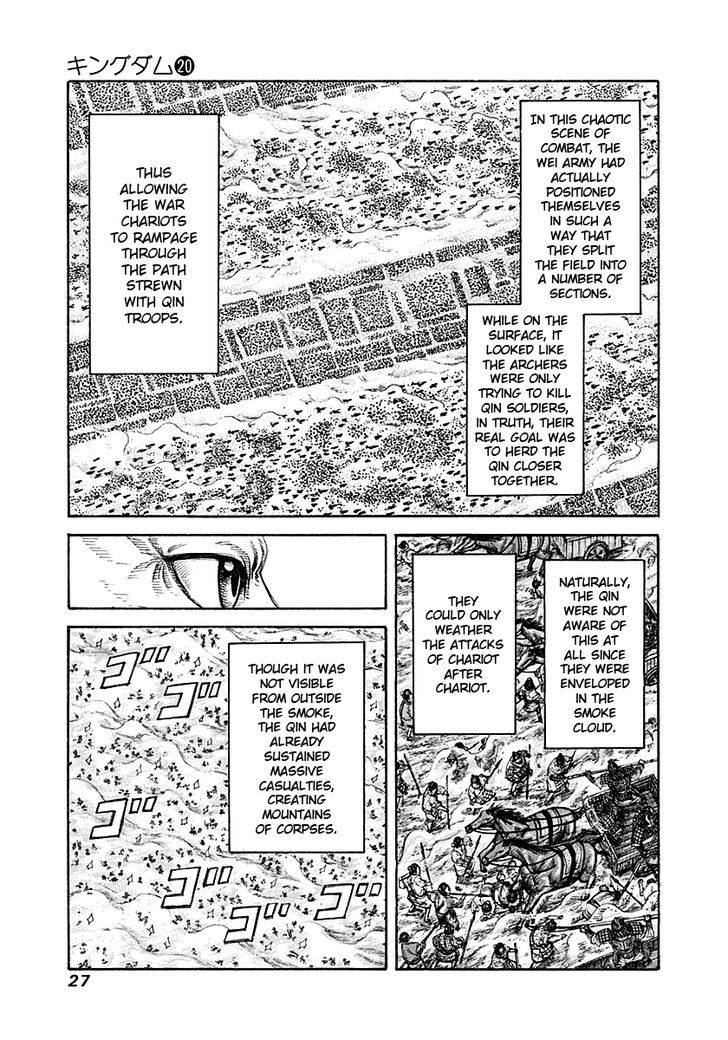 キングダム20
IN THIS CHAOTIC
SCENE OF
COMBAT, THE
WEI ARMY HAD
ACTUALLY
POSITIONED
THEMSELVES
IN SUCH A
WAY THAT
THEY SPLIT
THE FIELD INTO
A NUMBER OF
SECTIONS.
WHILE ON THE
SURFACE, IT
LOOKED LIKE
THE ARCHERS
WERE ONLY
TRYING TO KILL
QIN SOLDIERS,
IN TRUTH, THEIR
REAL GOAL WAS
TO HERD THE
QIN CLOSER
TOGETHER.
THUS
ALLOWING
THE WAR
CHARIOTS
TO RAMPAGE
THROUGH
THE PATH
STREWN
WITH QIN
TROOPS.
NATURALLY,
THE QIN
WERE NOT
AWARE OF
THIS AT
ALL SINCE
THEY WERE
ENVELOPED
IN THE
SMOKE
CLOUD.
THEY
COULD ONLY
WEATHER
THE ATTACKS
OF CHARIOT
AFTER
CHARIOT.
THOUGH IT WAS
NOT VISIBLE
FROM OUTSIDE
THE SMOKE,
THE QIN HAD
ALREADY
SUSTAINED
MASSIVE
CASUALTIES,
CREATING
MOUNTAINS
OF CORPSES.
ゴ
ゴ
ゴ
ゴ
ゴ
ゴ
27